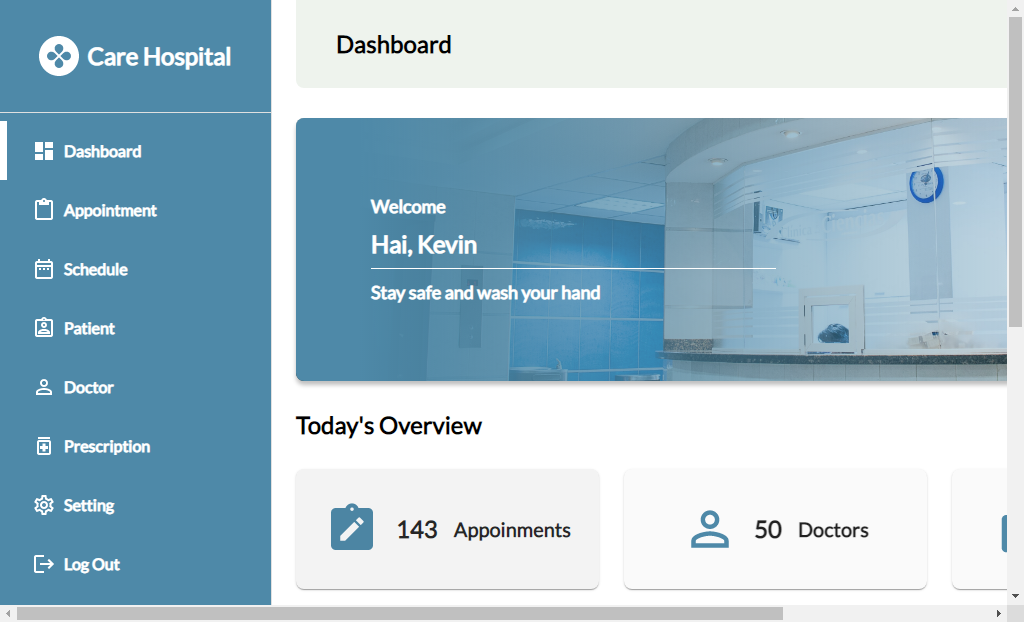 Care Hospital
Dashboard
Appointment
Schedule
Patient
Doctor
Prescription
Setting
Log Out
Dashboard
Welcome
Hai, Kevin
Stay safe and wash your hand
Today's Overview
143 Appoinments
50 Doctors